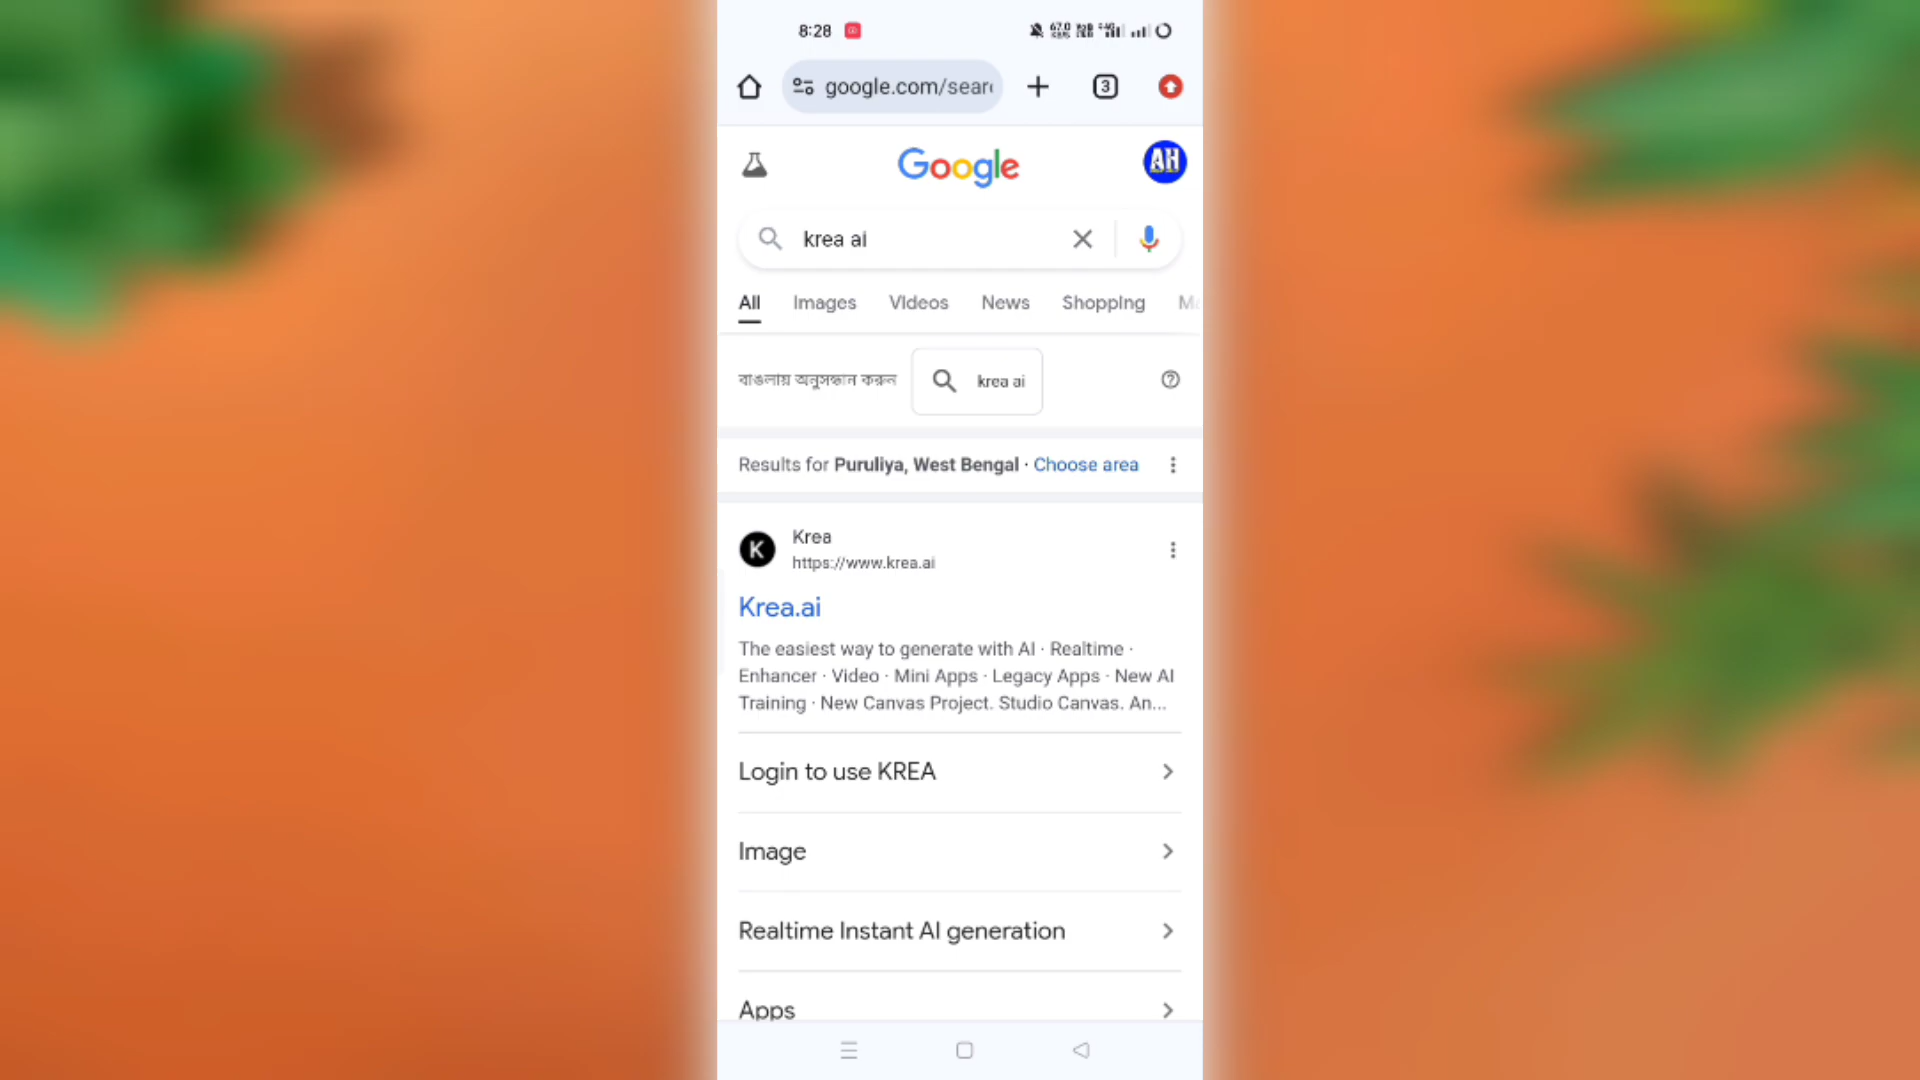 8:28
google.com/sear
3
Google
AH
krea ai
All Images Videos News Shopping
বাঙলায় অনুসন্ধান করুন krea ai
Results for Puruliya, West Bengal · Choose area
K
Krea
https://www.krea.ai
Krea.ai
The easiest way to generate with AI · Realtime ·
Enhancer · Video · Mini Apps · Legacy Apps · New AI
Training · New Canvas Project. Studio Canvas. An...
Login to use KREA
Image
Realtime Instant AI generation
Apps